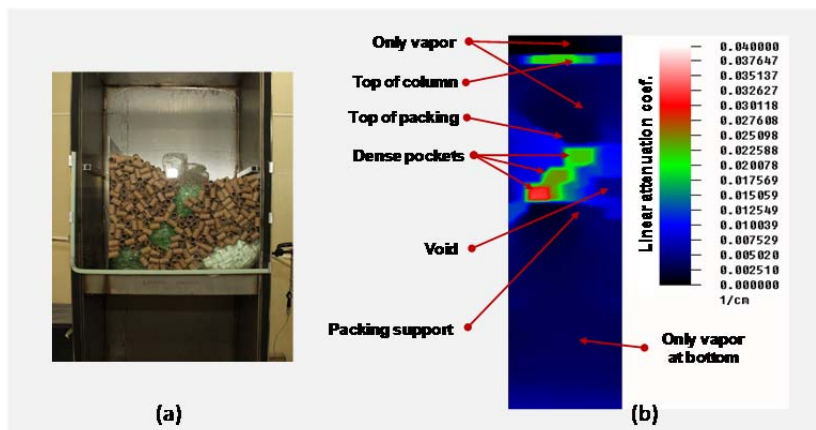 Only vapor
Top of column
Top of packing
Dense pockets
Void
Packing support
Only vapor
at bottom
Linear attenuation coef.
0.040000
0.037647
0.035137
0.032627
0.030118
0.027608
0.025098
0.022588
0.020078
0.017569
0.015059
0.012549
0.010039
0.007529
0.005020
0.002510
0.000000
1/cm
(a)
(b)